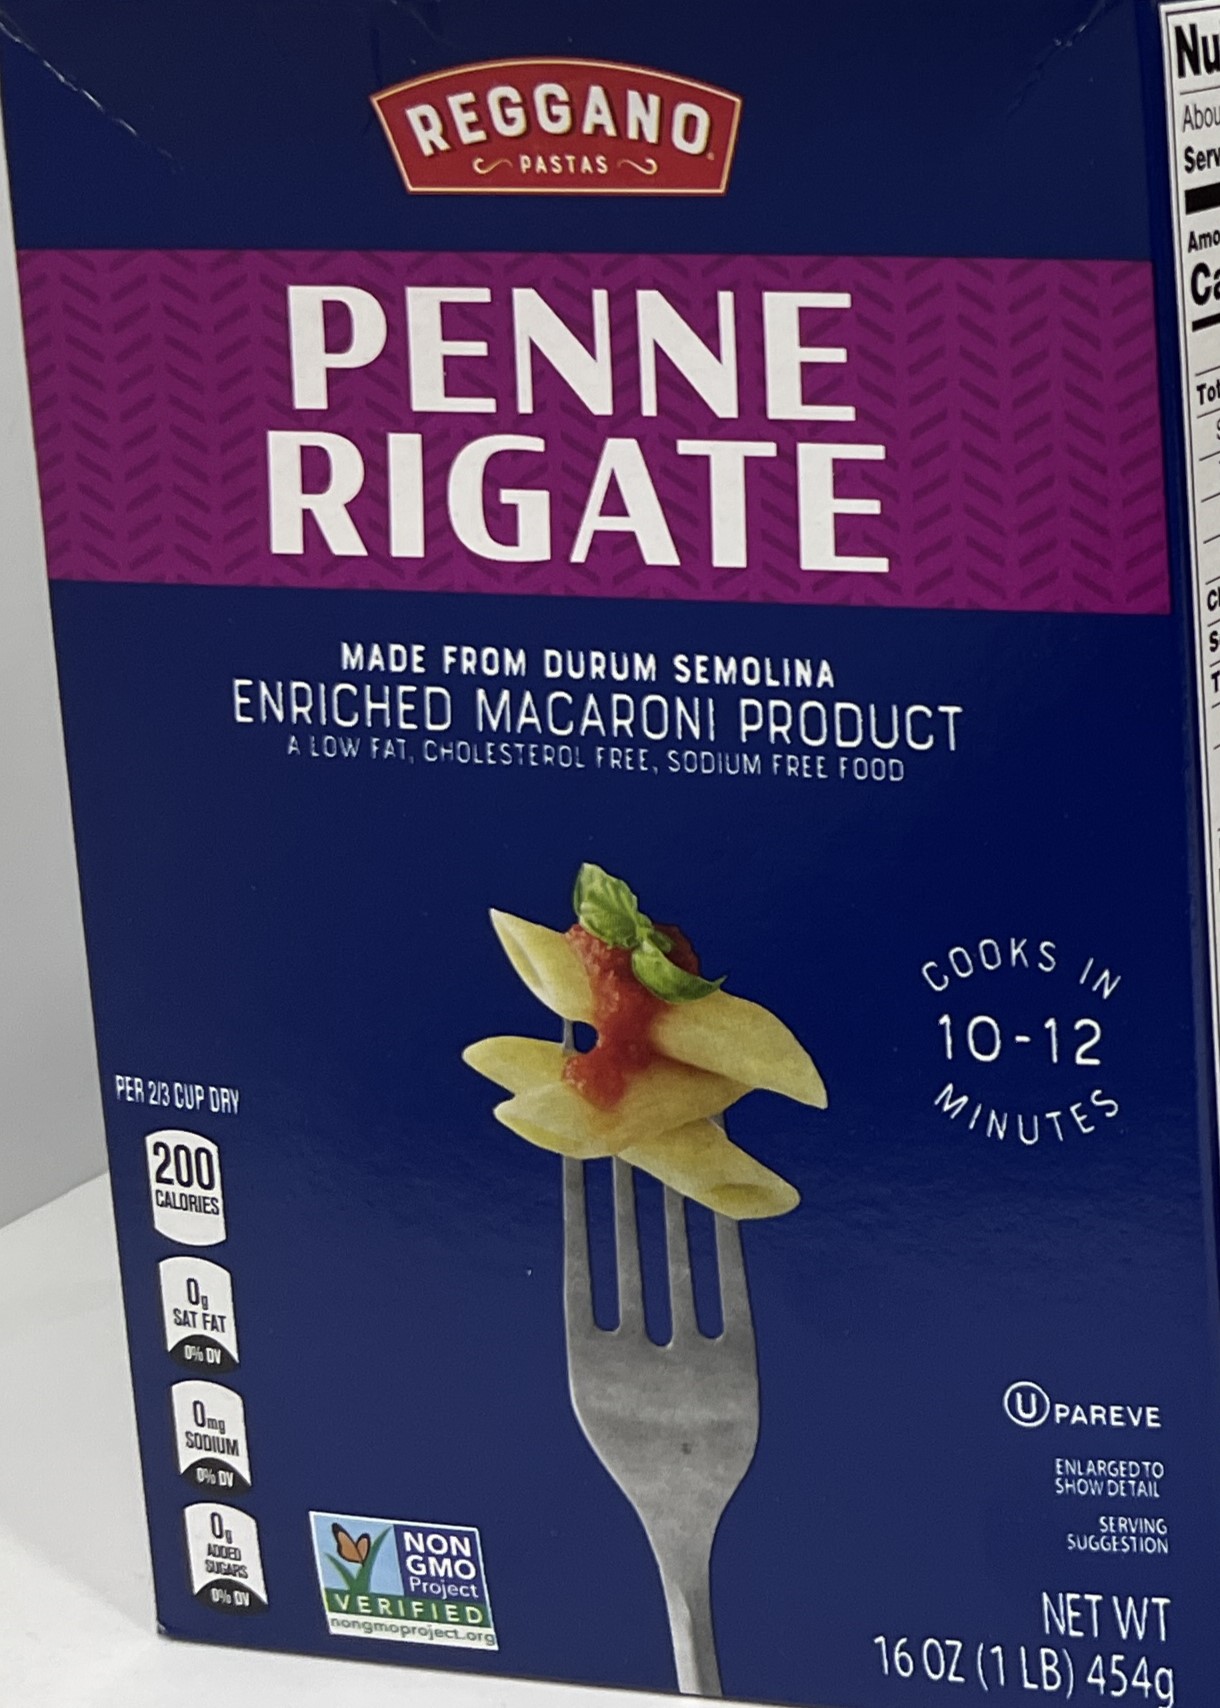 REGGANO
PASTAS
PENNE
RIGATE
MADE FROM DURUM SEMOLINA
ENRICHED MACARONI PRODUCT
A LOW FAT, CHOLESTEROL FREE, SODIUM FREE FOOD
COOKS IN
10-12
MINUTES
PER 2/3 CUP DRY
200
CALORIES
0g
SAT FAT
0% DV
0mg
SODIUM
0% DV
0g
ADDED
SUGARS
0% DV
NON
GMO
Project
VERIFIED
nongmoproject.org
U PAREVE
ENLARGED TO
SHOW DETAIL
SERVING
SUGGESTION
NET WT
16 OZ (1 LB) 454g